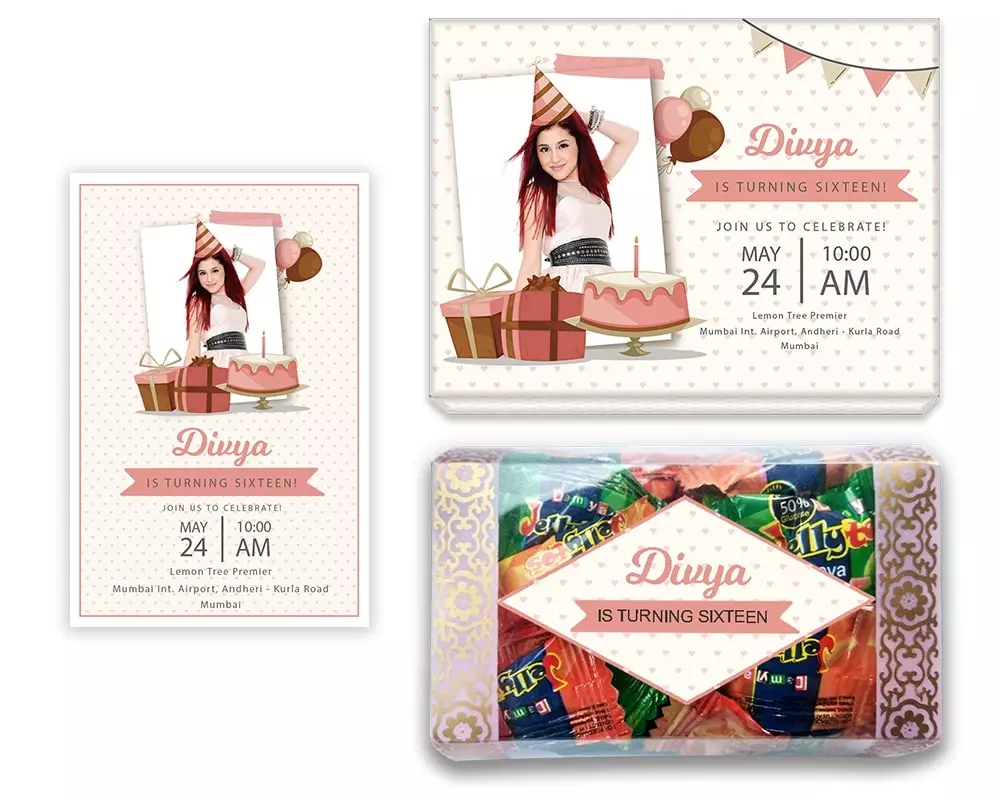 Divya
IS TURNING SIXTEEN!
JOIN US TO CELEBRATE!
MAY 24 | 10:00 AM
Lemon Tree Premier
Mumbai Int. Airport, Andheri - Kurla Road
Mumbai
Divya
IS TURNING SIXTEEN!
JOIN US TO CELEBRATE!
MAY 24 | 10:00 AM
Lemon Tree Premier
Mumbai Int. Airport, Andheri - Kurla Road
Mumbai
50%
Glucose
Divya
IS TURNING SIXTEEN